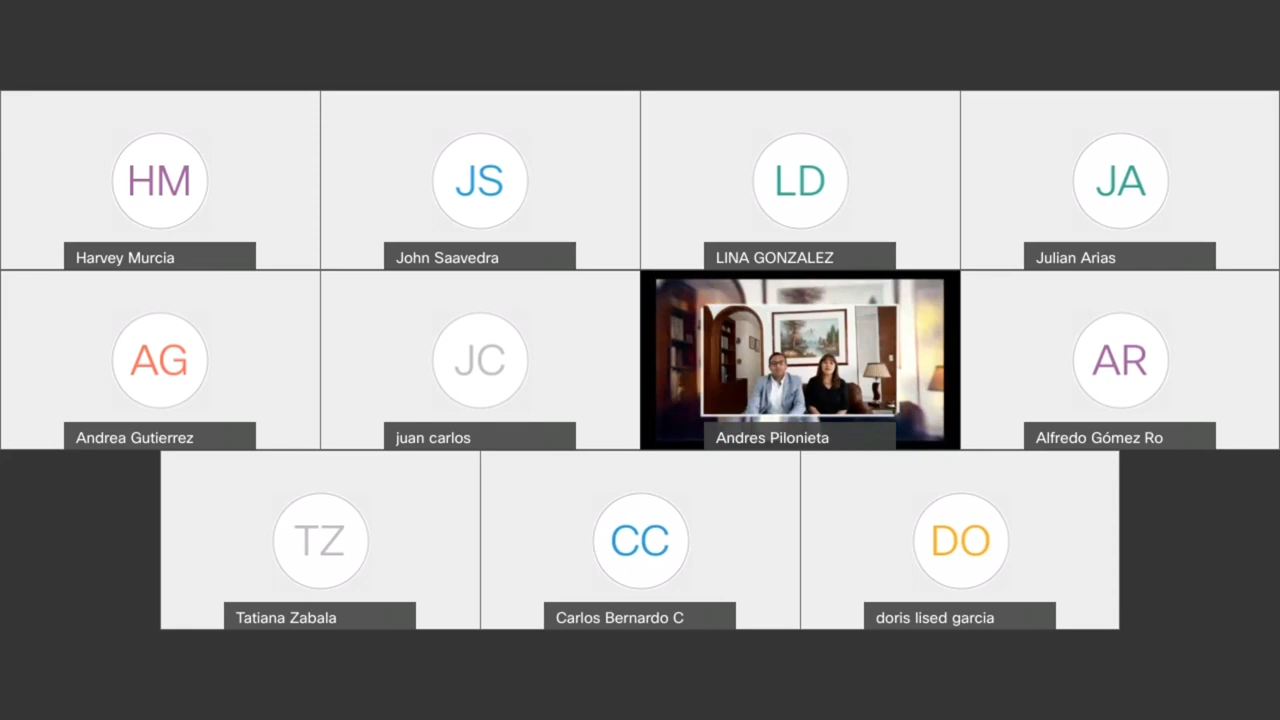 HM
Harvey Murcia
JS
John Saavedra
LD
LINA GONZALEZ
JA
Julian Arias
AG
Andrea Gutierrez
JC
juan carlos
Andres Pilonieta
AR
Alfredo Gómez Ro
TZ
Tatiana Zabala
CC
Carlos Bernardo C
DO
doris lised garcia